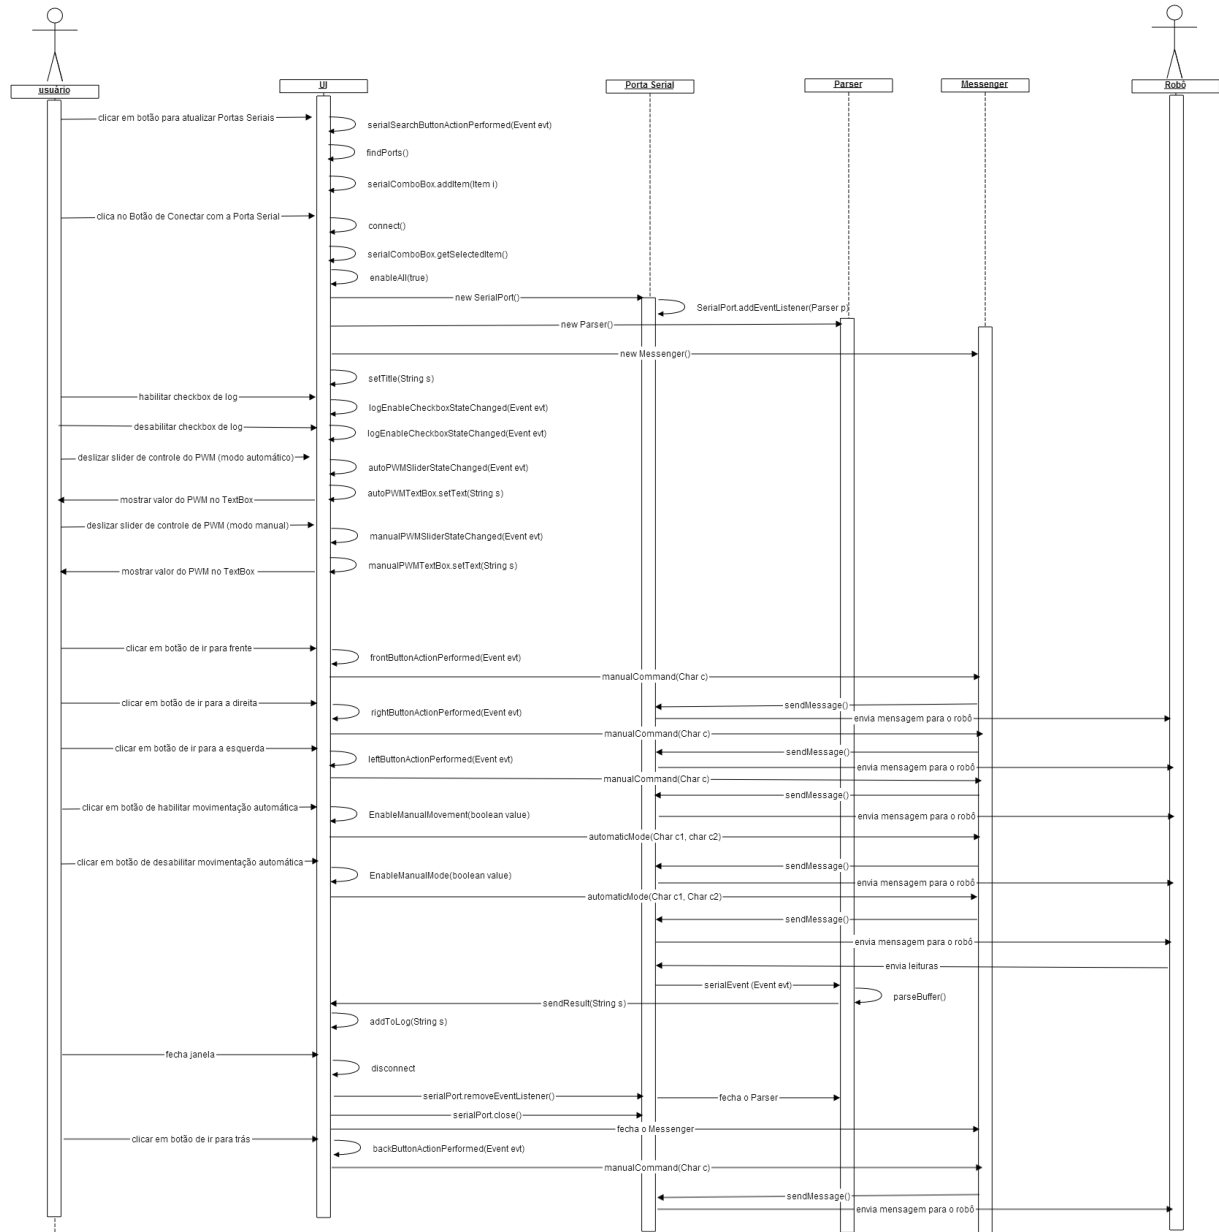 usuário
UI
Porta Serial
Parser
Messenger
Robô
clicar em botão para atualizar Portas Seriais
serialSearchButtonActionPerformed(Event evt)
findPorts()
serialComboBox.addItem(Item i)
clica no Botão de Conectar com a Porta Serial
connect()
serialComboBox.getSelectedItem()
enableAll(true)
new SerialPort()
SerialPort.addEventListener(Parser p)
new Parser()
new Messenger()
setTitle(String s)
habilitar checkbox de log
logEnableCheckboxStateChanged(Event evt)
desabilitar checkbox de log
logEnableCheckboxStateChanged(Event evt)
deslizar slider de controle do PWM (modo automático)
autoPWMSliderStateChanged(Event evt)
autoPWMTextBox.setText(String s)
mostrar valor do PWM no TextBox
deslizar slider de controle de PWM (modo manual)
manualPWMSliderStateChanged(Event evt)
manualPWMTextBox.setText(String s)
mostrar valor do PWM no TextBox
clicar em botão de ir para frente
frontButtonActionPerformed(Event evt)
manualCommand(Char c)
clicar em botão de ir para a direita
sendMessage()
rightButtonActionPerformed(Event evt)
envia mensagem para o robô
manualCommand(Char c)
clicar em botão de ir para a esquerda
sendMessage()
leftButtonActionPerformed(Event evt)
envia mensagem para o robô
manualCommand(Char c)
sendMessage()
clicar em botão de habilitar movimentação automática
EnableManualMovement(boolean value)
envia mensagem para o robô
automaticMode(Char c1, char c2)
clicar em botão de desabilitar movimentação automática
sendMessage()
EnableManualMode(boolean value)
envia mensagem para o robô
automaticMode(Char c1, Char c2)
sendMessage()
envia mensagem para o robô
envia leituras
serialEvent (Event evt)
parseBuffer()
sendResult(String s)
addToLog(String s)
fecha janela
disconnect
serialPort.removeEventListener()
fecha o Parser
serialPort.close()
fecha o Messenger
clicar em botão de ir para trás
backButtonActionPerformed(Event evt)
manualCommand(Char c)
sendMessage()
envia mensagem para o robô